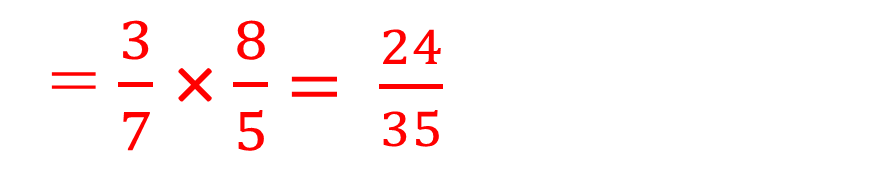 = 3/7 × 8/5 = 24/35